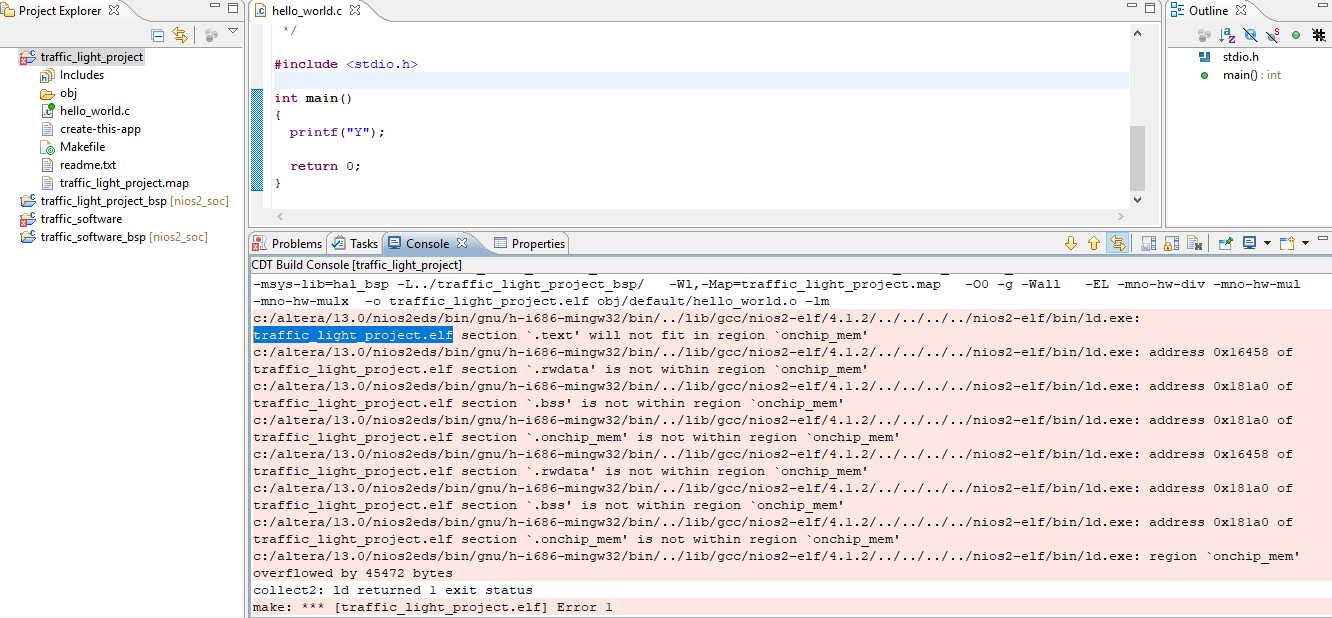 Project Explorer
traffic_light_project
Includes
obj
hello_world.c
create-this-app
Makefile
readme.txt
traffic_light_project.map
traffic_light_project_bsp [nios2_soc]
traffic_software
traffic_software_bsp [nios2_soc]
hello_world.c
*/
#include <stdio.h>
int main()
{
printf("Y");
return 0;
}
Outline
stdio.h
main() : int
Problems Tasks Console Properties
CDT Build Console [traffic_light_project]
-msys-lib=hal_bsp -L../traffic_light_project_bsp/ -Wl,-Map=traffic_light_project.map -O0 -g -Wall -EL -mno-hw-div -mno-hw-mul
-mno-hw-mulx -o traffic_light_project.elf obj/default/hello_world.o -lm
c:/altera/13.0/nios2eds/bin/gnu/h-i686-mingw32/bin/../lib/gcc/nios2-elf/4.1.2/../../../../nios2-elf/bin/ld.exe:
traffic_light_project.elf section `.text' will not fit in region `onchip_mem'
c:/altera/13.0/nios2eds/bin/gnu/h-i686-mingw32/bin/../lib/gcc/nios2-elf/4.1.2/../../../../nios2-elf/bin/ld.exe: address 0x16458 of
traffic_light_project.elf section `.rwdata' is not within region `onchip_mem'
c:/altera/13.0/nios2eds/bin/gnu/h-i686-mingw32/bin/../lib/gcc/nios2-elf/4.1.2/../../../../nios2-elf/bin/ld.exe: address 0x181a0 of
traffic_light_project.elf section `.bss' is not within region `onchip_mem'
c:/altera/13.0/nios2eds/bin/gnu/h-i686-mingw32/bin/../lib/gcc/nios2-elf/4.1.2/../../../../nios2-elf/bin/ld.exe: address 0x181a0 of
traffic_light_project.elf section `.onchip_mem' is not within region `onchip_mem'
c:/altera/13.0/nios2eds/bin/gnu/h-i686-mingw32/bin/../lib/gcc/nios2-elf/4.1.2/../../../../nios2-elf/bin/ld.exe: address 0x16458 of
traffic_light_project.elf section `.rwdata' is not within region `onchip_mem'
c:/altera/13.0/nios2eds/bin/gnu/h-i686-mingw32/bin/../lib/gcc/nios2-elf/4.1.2/../../../../nios2-elf/bin/ld.exe: address 0x181a0 of
traffic_light_project.elf section `.bss' is not within region `onchip_mem'
c:/altera/13.0/nios2eds/bin/gnu/h-i686-mingw32/bin/../lib/gcc/nios2-elf/4.1.2/../../../../nios2-elf/bin/ld.exe: address 0x181a0 of
traffic_light_project.elf section `.onchip_mem' is not within region `onchip_mem'
c:/altera/13.0/nios2eds/bin/gnu/h-i686-mingw32/bin/../lib/gcc/nios2-elf/4.1.2/../../../../nios2-elf/bin/ld.exe: region `onchip_mem'
overflowed by 45472 bytes
collect2: ld returned 1 exit status
make: *** [traffic_light_project.elf] Error 1